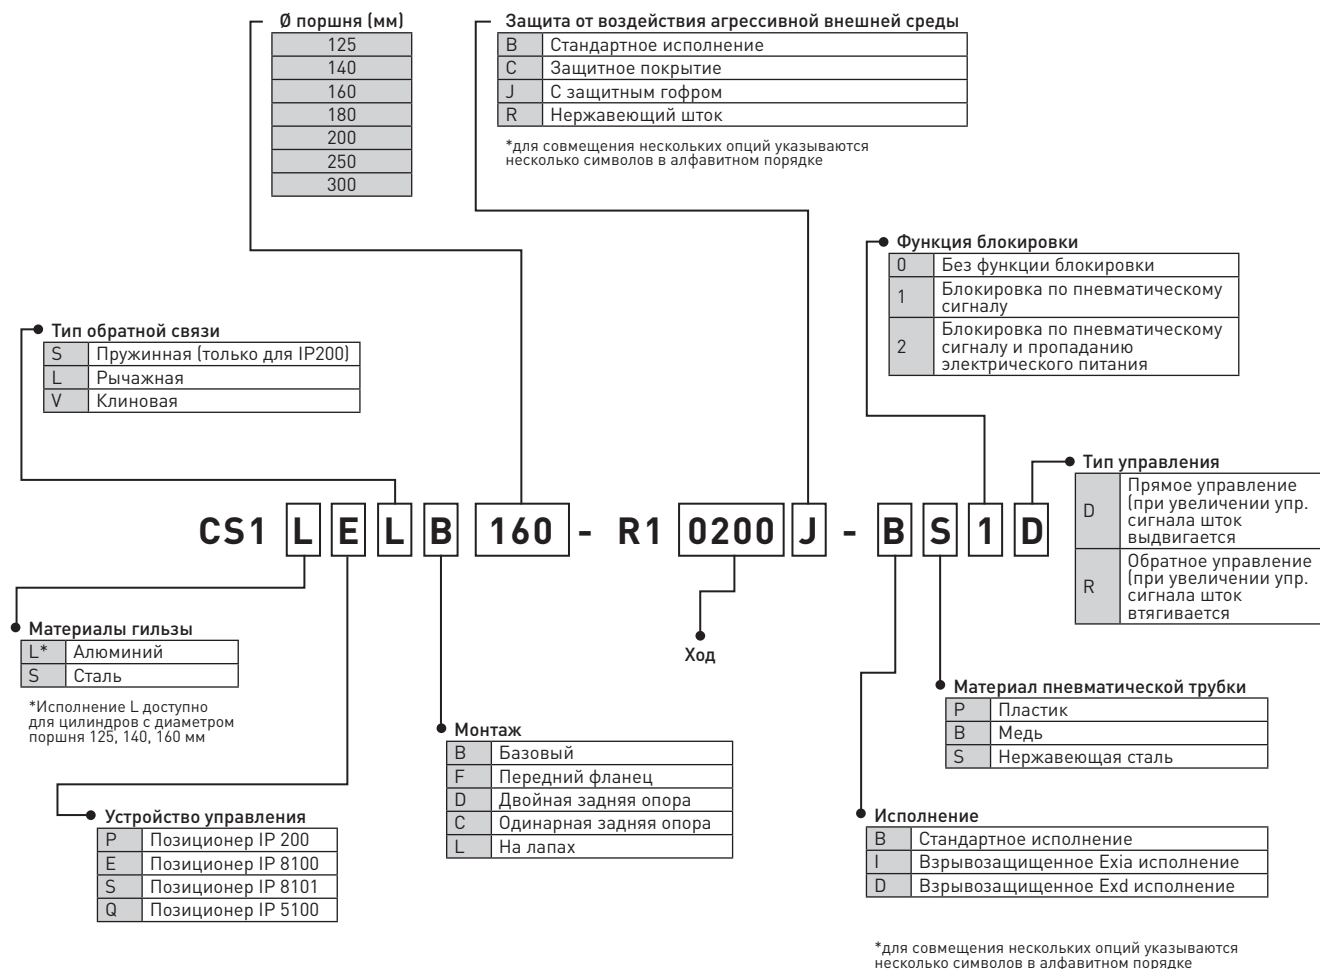 Ø поршня (мм)
125
140
160
180
200
250
300
Защита от воздействия агрессивной внешней среды
B Стандартное исполнение
C Защитное покрытие
J С защитным гофром
R Нержавеющий шток
*для совмещения нескольких опций указываются
несколько символов в алфавитном порядке
Функция блокировки
0 Без функции блокировки
1 Блокировка по пневматическому
сигналу
2 Блокировка по пневматическому
сигналу и пропаданию
электрического питания
Тип обратной связи
S Пружинная (только для IP200)
L Рычажная
V Клиновая
Тип управления
D Прямое управление
(при увеличении упр.
сигнала шток
выдвигается
R Обратное управление
(при увеличении упр.
сигнала шток
втягивается
CS1 L E L B 160 - R1 0200 J - B S 1 D
Материалы гильзы
L* Алюминий
S Сталь
*Исполнение L доступно
для цилиндров с диаметром
поршня 125, 140, 160 мм
Ход
Материал пневматической трубки
P Пластик
B Медь
S Нержавеющая сталь
Монтаж
B Базовый
F Передний фланец
D Двойная задняя опора
C Одинарная задняя опора
L На лапах
Устройство управления
P Позиционер IP 200
E Позиционер IP 8100
S Позиционер IP 8101
Q Позиционер IP 5100
Исполнение
B Стандартное исполнение
I Взрывозащищенное Exia исполнение
D Взрывозащищенное Exd исполнение
*для совмещения нескольких опций указываются
несколько символов в алфавитном порядке